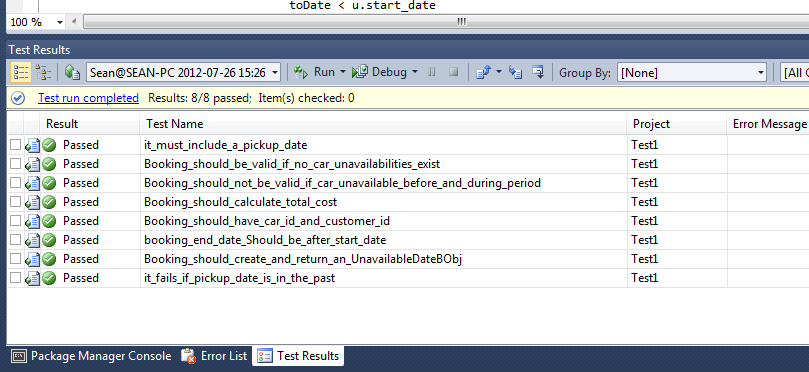 toDate < u.start_date
100 %
Test Results
Sean@SEAN-PC 2012-07-26 15:26 Run Debug Group By: [None] [All
Test run completed Results: 8/8 passed; Item(s) checked: 0
Result Test Name Project Error Message
Passed it_must_include_a_pickup_date Test1
Passed Booking_should_be_valid_if_no_car_unavailabilities_exist Test1
Passed Booking_should_not_be_valid_if_car_unavailable_before_and_during_period Test1
Passed Booking_should_calculate_total_cost Test1
Passed Booking_should_have_car_id_and_customer_id Test1
Passed booking_end_date_Should_be_after_start_date Test1
Passed Booking_should_create_and_return_an_UnavailableDateBObj Test1
Passed it_fails_if_pickup_date_is_in_the_past Test1
Package Manager Console Error List Test Results